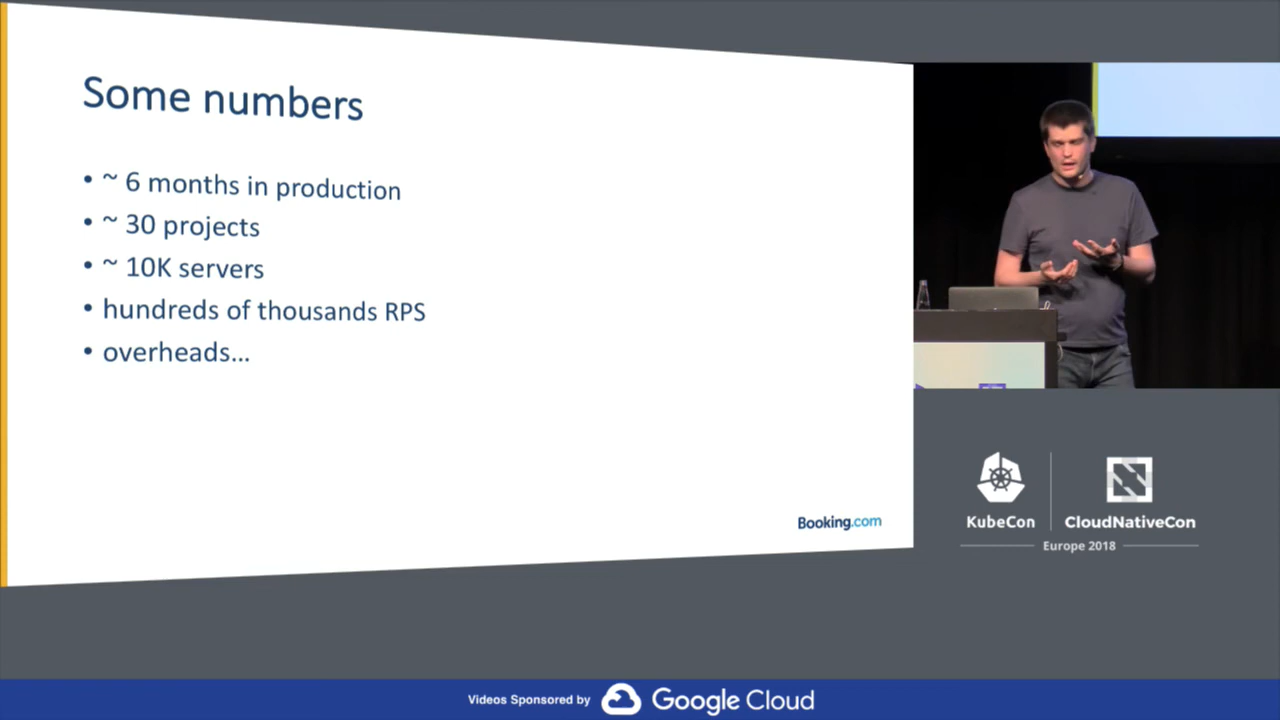 Some numbers
• ~ 6 months in production
• ~ 30 projects
• ~ 10K servers
• hundreds of thousands RPS
• overheads...
Booking.com
KubeCon
CloudNativeCon
Europe 2018
Videos Sponsored by Google Cloud